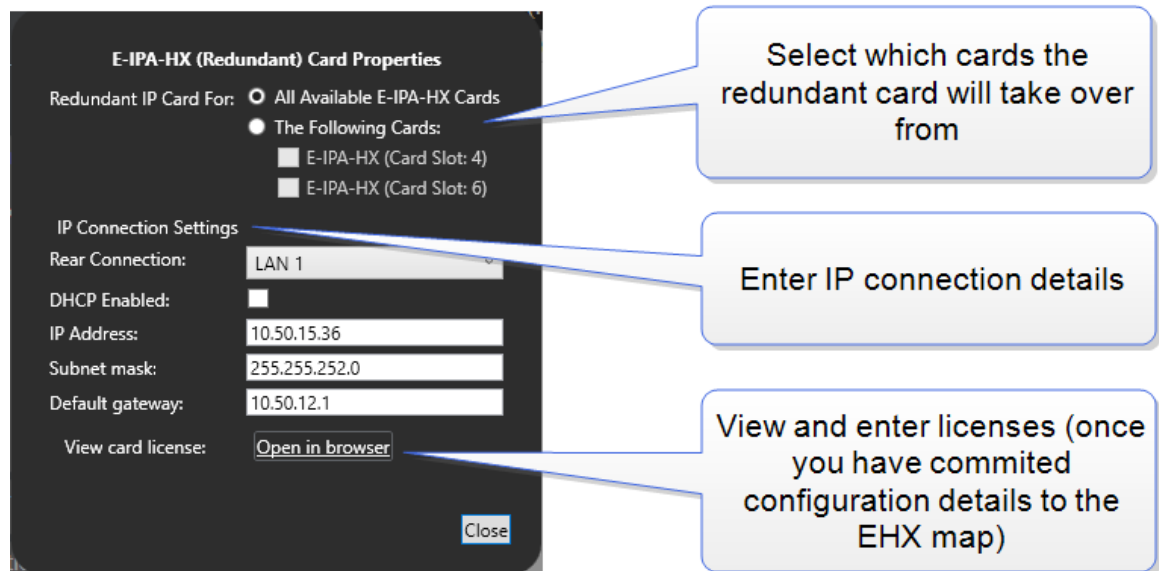 E-IPA-HX (Redundant) Card Properties
Redundant IP Card For: All Available E-IPA-HX Cards
The Following Cards:
E-IPA-HX (Card Slot: 4)
E-IPA-HX (Card Slot: 6)
IP Connection Settings
Rear Connection: LAN 1
DHCP Enabled:
IP Address: 10.50.15.36
Subnet mask: 255.255.252.0
Default gateway: 10.50.12.1
View card license: Open in browser
Close
Select which cards the
redundant card will take over
from
Enter IP connection details
View and enter licenses (once
you have commited
configuration details to the
EHX map)